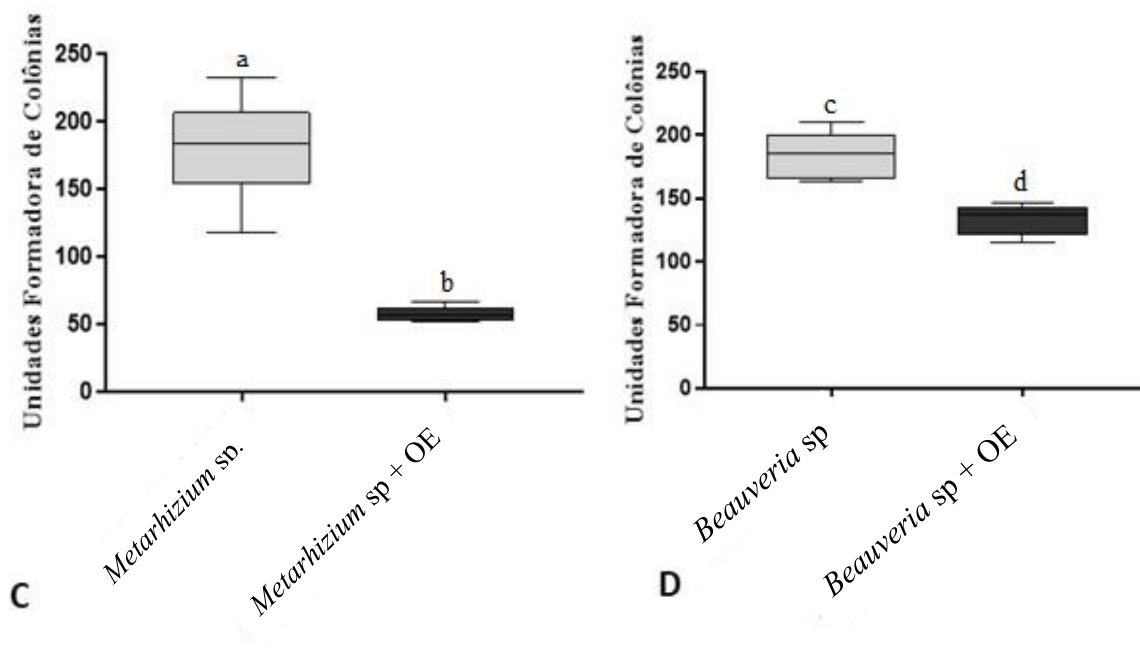 Unidades Formadora de Colônias
250
200
150
100
50
0
a
b
Metarhizium sp.
Metarhizium sp + OE
C
Unidades Formadora de Colônias
250
200
150
100
50
0
c
d
Beauveria sp
Beauveria sp + OE
D